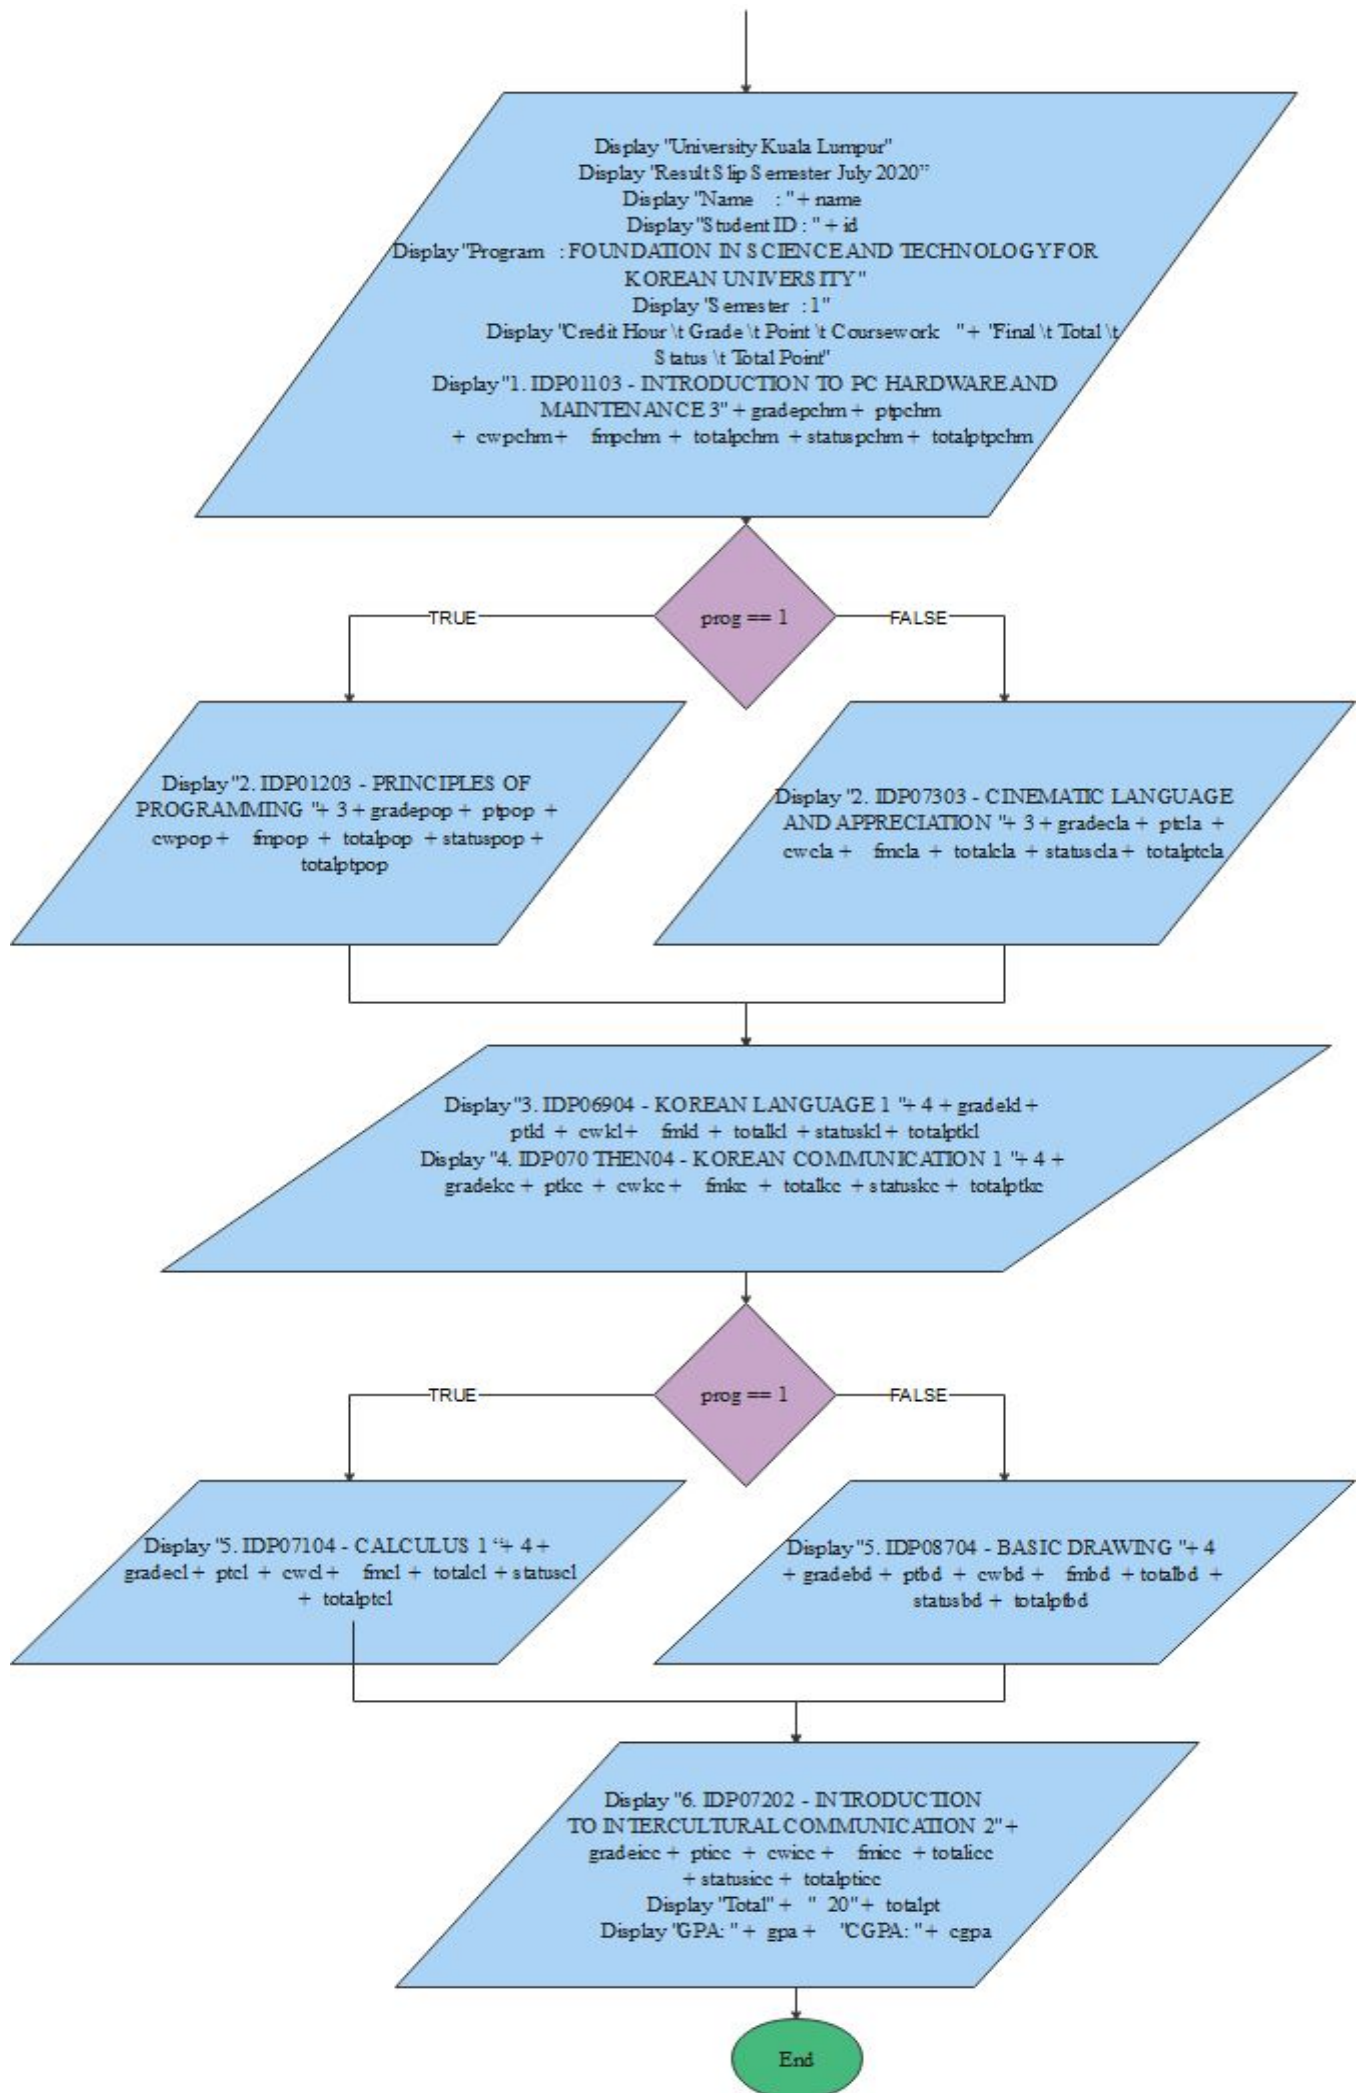 Display "University Kuala Lumpur"
Display "Result Slip Semester July 2020"
Display "Name : " + name
Display "Student ID : " + id
Display "Program : FOUNDATION IN SCIENCE AND TECHNOLOGY FOR
KOREAN UNIVERSITY"
Display "Semester : 1"
Display "Credit Hour \t Grade \t Point \t Coursework " + "Final \t Total \t
Status \t Total Point"
Display "1. IDP01103 - INTRODUCTION TO PC HARDWARE AND
MAINTENANCE 3" + gradepchm + ptpchm
+ cwpchm + fmpchm + totalpchm + statuspchm + totalptpchm
prog == 1
TRUE
FALSE
Display "2. IDP01203 - PRINCIPLES OF
PROGRAMMING "+ 3 + gradepop + ptpop +
cwpop + fmpop + totalpop + statuspop +
totalptpop
Display "2. IDP07303 - CINEMATIC LANGUAGE
AND APPRECIATION "+ 3 + gradecla + ptcla +
cwcla + fmcla + totalcla + statuscla + totalptcla
Display "3. IDP06904 - KOREAN LANGUAGE 1 "+ 4 + gradekl +
ptkl + cwkl + fmkl + totalkl + statuskl + totalptkl
Display "4. IDP070 THEN04 - KOREAN COMMUNICATION 1 "+ 4 +
gradekc + ptkc + cwkc + fmkc + totalkc + statuskc + totalptkc
prog == 1
TRUE
FALSE
Display "5. IDP07104 - CALCULUS 1 “+ 4 +
gradecl + ptcl + cwcl + fmcl + totalcl + statuscl
+ totalptcl
Display "5. IDP08704 - BASIC DRAWING "+ 4
+ gradebd + ptbd + cwbd + fmbd + totalbd +
statusbd + totalptbd
Display "6. IDP07202 - INTRODUCTION
TO INTERCULTURAL COMMUNICATION 2" +
gradeicc + pticc + cwicc + fmicc + totalicc
+ statusicc + totalpticc
Display "Total" + " 20" + totalpt
Display "GPA: " + gpa + "CGPA: " + cgpa
End